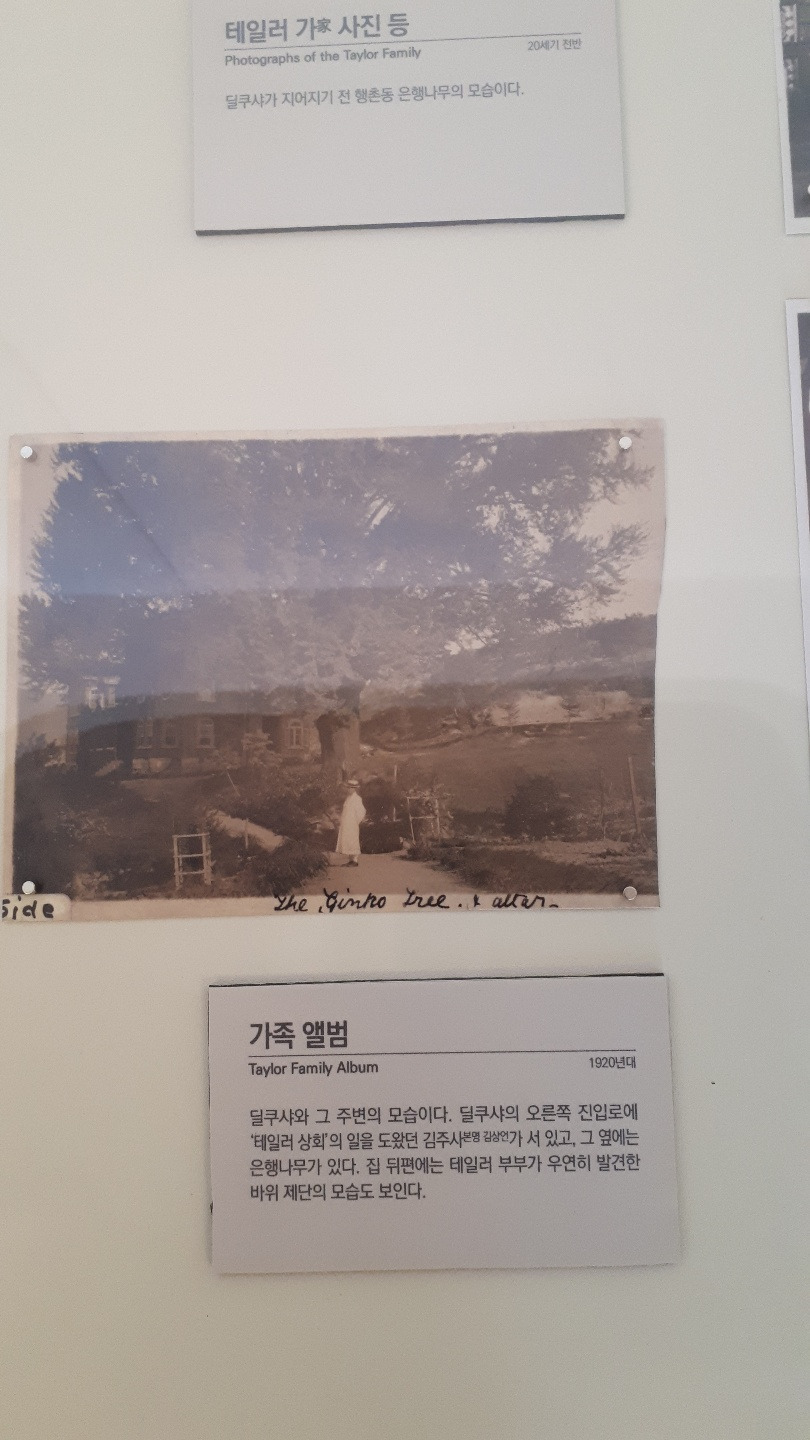 테일러 가家 사진 등
Photographs of the Taylor Family
20세기 전반
딜쿠샤가 지어지기 전 행촌동 은행나무의 모습이다.
Side
The Ginko Tree. & altar.
가족 앨범
Taylor Family Album
1920년대
딜쿠샤와 그 주변의 모습이다. 딜쿠샤의 오른쪽 진입로에
'테일러 상회'의 일을 도왔던 김주사본명 김상언가 서 있고, 그 옆에는
은행나무가 있다. 집 뒤편에는 테일러 부부가 우연히 발견한
바위 제단의 모습도 보인다.